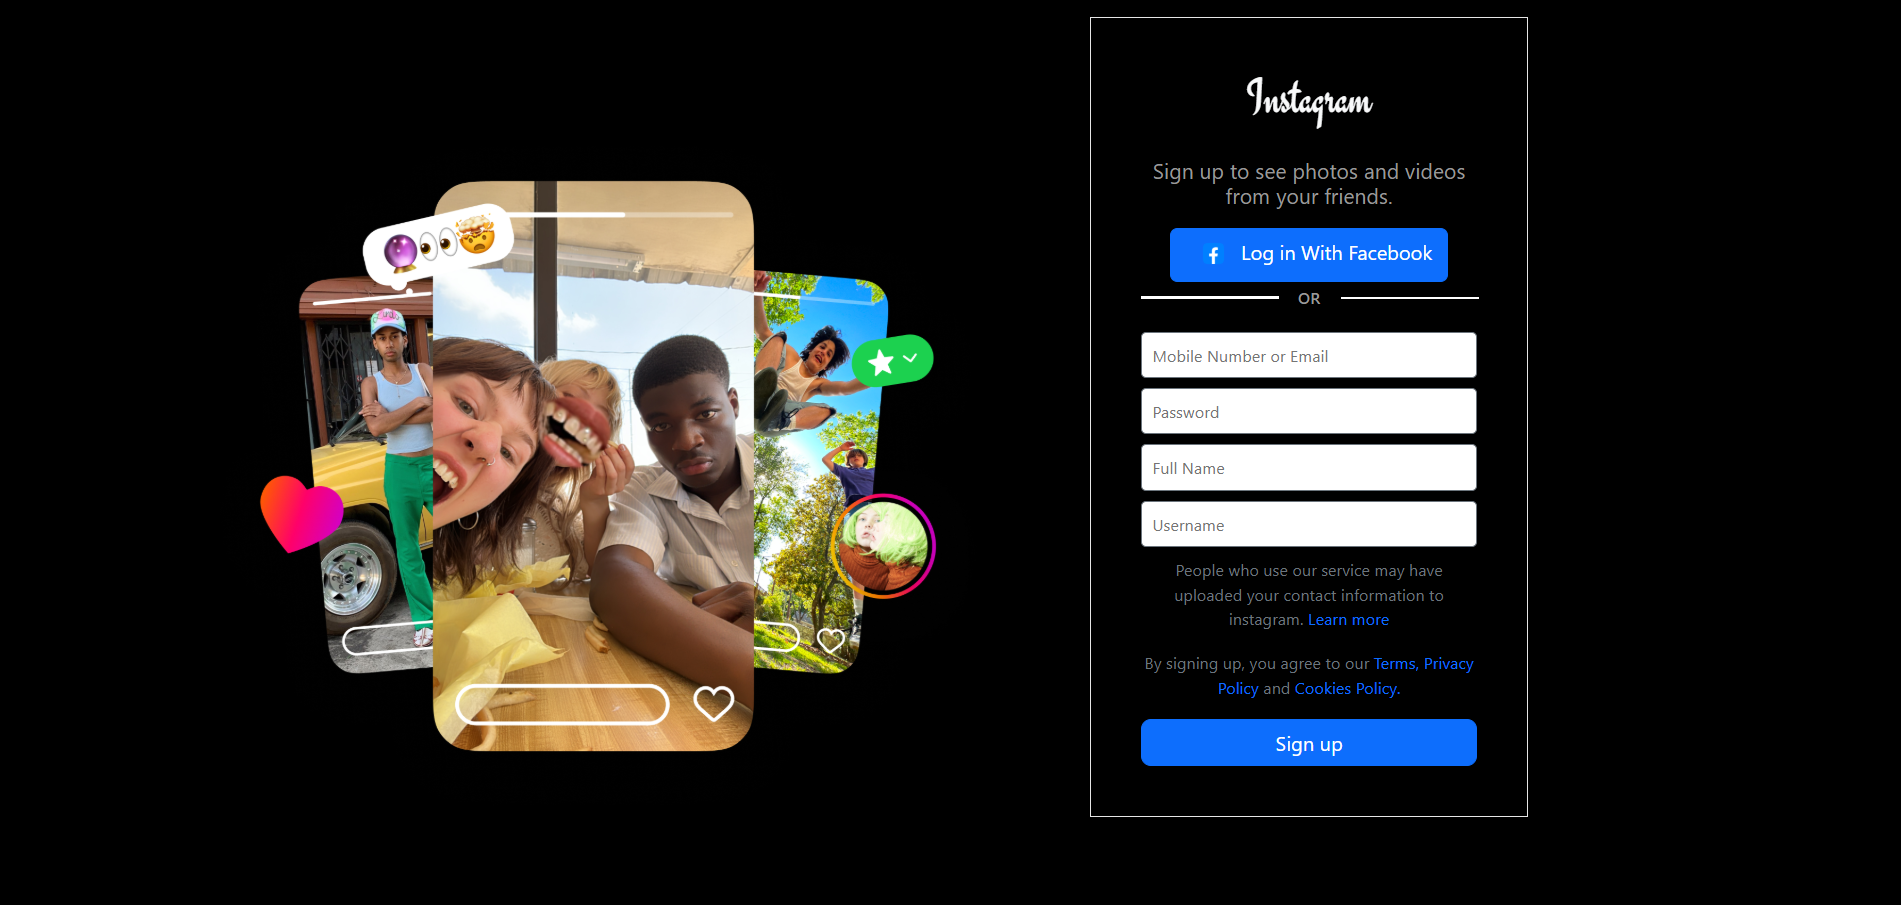 Instagram
Sign up to see photos and videos
from your friends.
Log in With Facebook
OR
Mobile Number or Email
Password
Full Name
Username
People who use our service may have
uploaded your contact information to
instagram. Learn more
By signing up, you agree to our Terms, Privacy
Policy and Cookies Policy.
Sign up